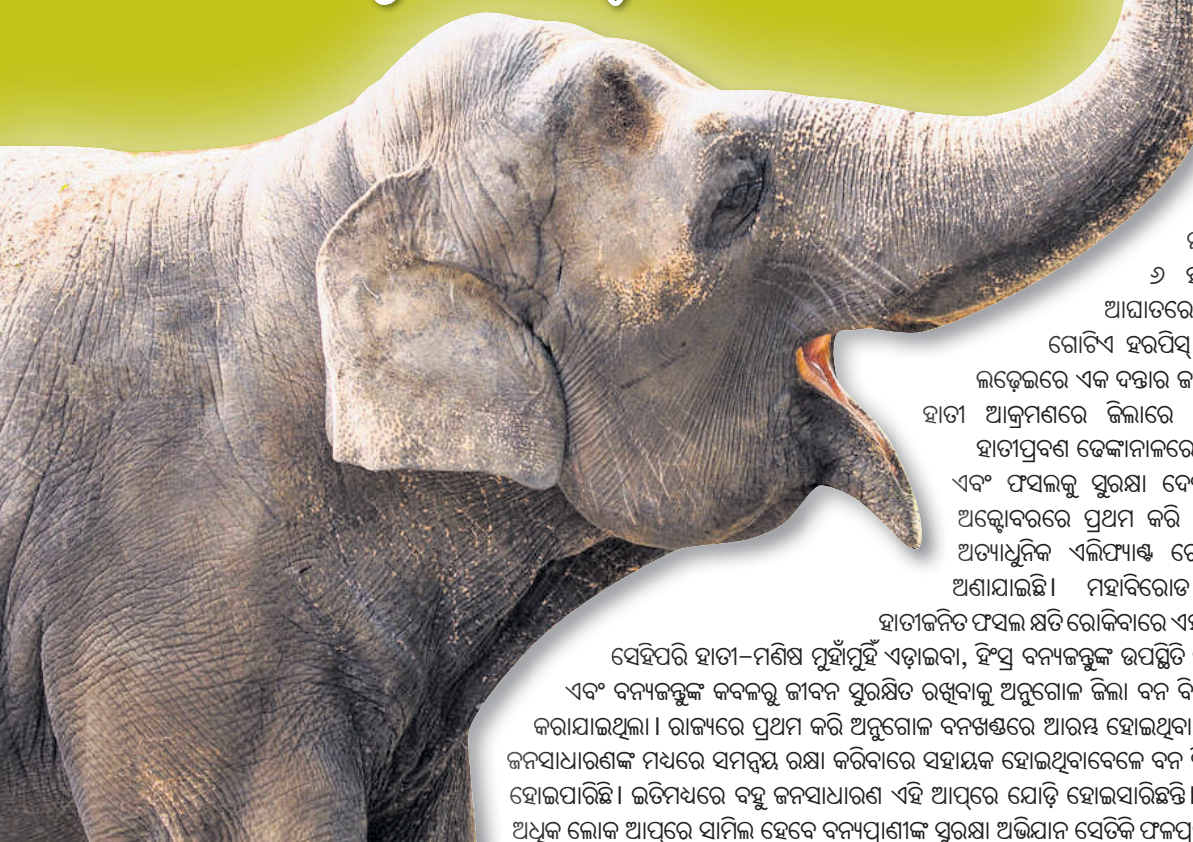 ୬
ଆଘାତରେ
ଗୋଟିଏ ହରପିସ୍
ଲଢ଼େଇରେ ଏକ ଦନ୍ତାର
ହାତୀ ଆକ୍ରମଣରେ ଜିଲାରେ
ହାତୀପ୍ରବଣ ଢେଙ୍କାନାଳରେ
ଏବଂ ଫସଲକୁ ସୁରକ୍ଷା
ଅକ୍ଟୋବରରେ ପ୍ରଥମ କରି
ଅତ୍ୟାଧୁନିକ ଏଲିଫ୍ୟାଣ୍ଟ
ଅଣାଯାଇଛି। ମହାବିରୋଡ
ହାତୀଜନିତ ଫସଲ କ୍ଷତି ରୋକିବାରେ
ସେହିପରି ହାତୀ-ମଣିଷ ମୁହାଁମୁହିଁ ଏଡ଼ାଇବା, ହିଂସ୍ର ବନ୍ୟଜନ୍ତୁଙ୍କ ଉପସ୍ଥିତି
ଏବଂ ବନ୍ୟଜନ୍ତୁଙ୍କ କବଳରୁ ଜୀବନ ସୁରକ୍ଷିତ ରଖିବାକୁ ଅନୁଗୋଳ ଜିଲା ବନ
କରାଯାଇଥିଲା। ରାଜ୍ୟରେ ପ୍ରଥମ କରି ଅନୁଗୋଳ ବନଖଣ୍ଡରେ ଆରମ୍ଭ ହୋଇଥିବା
ଜନସାଧାରଣଙ୍କ ମଧ୍ୟରେ ସମନ୍ୱୟ ରକ୍ଷା କରିବାରେ ସହାୟକ ହୋଇଥିବାବେଳେ ବନ
ହୋଇପାରିଛି। ଇତିମଧ୍ୟରେ ବହୁ ଜନସାଧାରଣ ଏହି ଆପ୍‌ରେ ଯୋଡ଼ି ହୋଇସାରିଛନ୍ତି।
ଅଧିକ ଲୋକ ଆପ୍‌ରେ ସାମିଲ ହେବେ ବନ୍ୟପ୍ରାଣୀଙ୍କ ସୁରକ୍ଷା ଅଭିଯାନ ସେତିକି